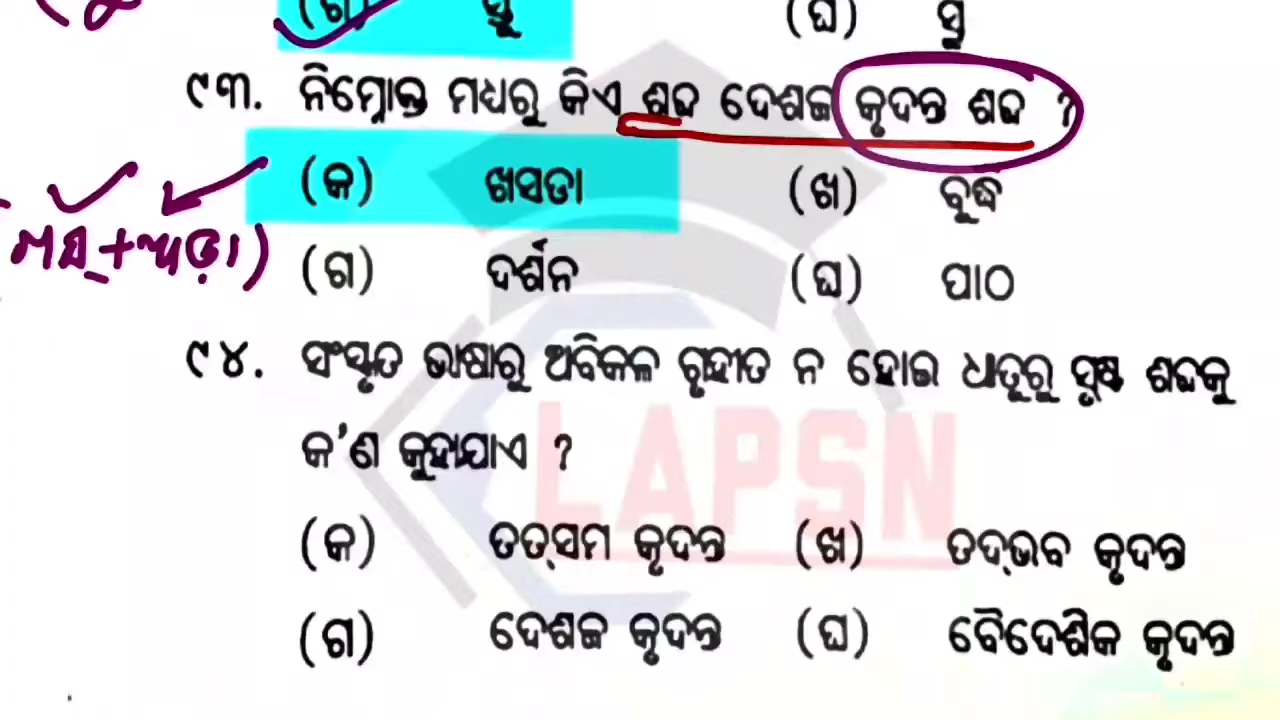 (ଗ) ସ୍ତୁ (ଘ) ସ୍ରୁ
୯୩. ନିମ୍ନୋକ୍ତ ମଧ୍ୟରୁ କିଏ ଶବ୍ଦ ଦେଶଜ କୃଦନ୍ତ ଶବ୍ଦ ?
(କ) ଖସଡା (ଖ) ବୁଦ୍ଧ
(ଗ) ଦର୍ଶନ (ଘ) ପାଠ
୯୪. ସଂସ୍କୃତ ଭାଷାରୁ ଅବିକଳ ଗୃହୀତ ନ ହୋଇ ଧାତୁରୁ ସୃଷ୍ଟ ଶବ୍ଦକୁ
କ'ଣ କୁହାଯାଏ ?
LAPSN
(କ) ତତ୍‌ସମ କୃଦନ୍ତ (ଖ) ତଦ୍‌ଭବ କୃଦନ୍ତ
(ଗ) ଦେଶଜ କୃଦନ୍ତ (ଘ) ବୈଦେଶିକ କୃଦନ୍ତ